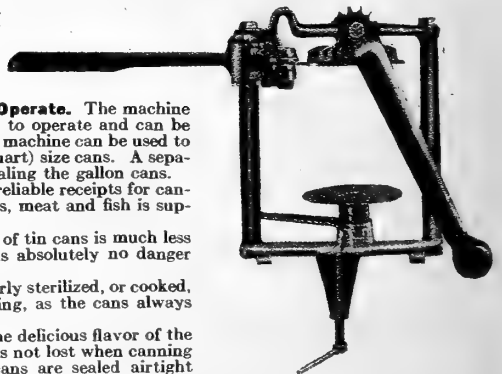 Operate. The machine
to operate and can be
machine can be used to
uart) size cans. A sepa-
aling the gallon cans.
reliable receipts for can-
s, meat and fish is sup-
of tin cans is much less
s absolutely no danger
rly sterilized, or cooked,
ing, as the cans always
he delicious flavor of the
s not lost when canning
ans are sealed airtight